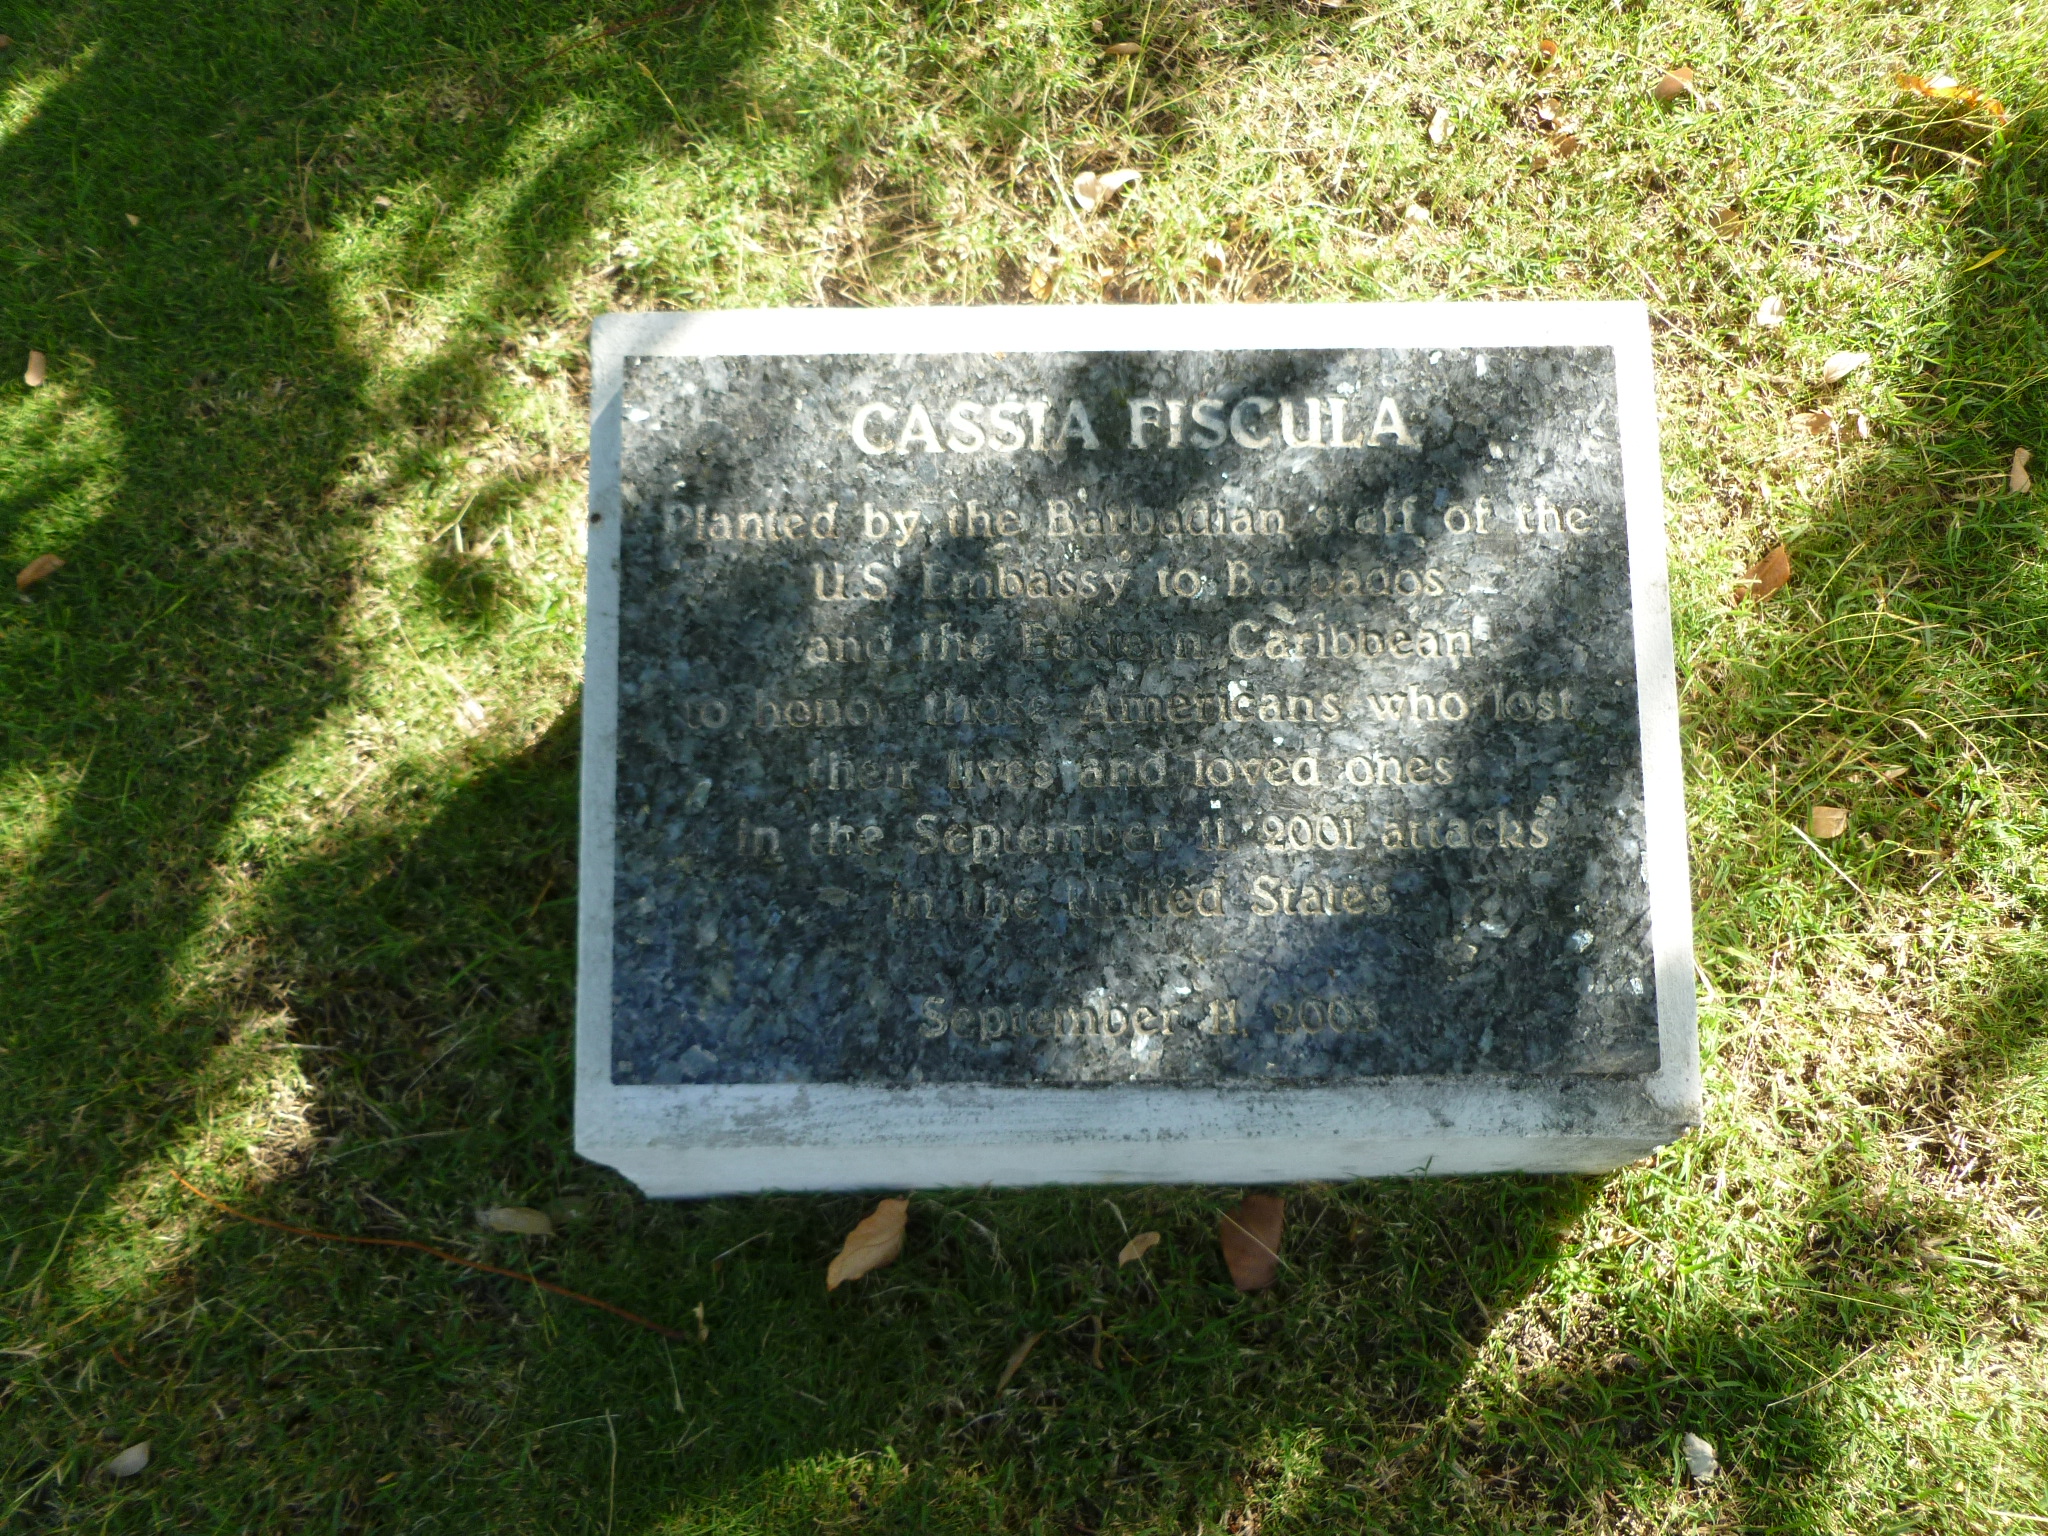 CASSIA FISCULA
Planted by the Barbadian staff of the
U.S Embassy to Barbados
and the Eastern Caribbean
to honor those Americans who lost
their lives and loved ones
in the September 11, 2001 attacks
in the United States
September 11, 2003